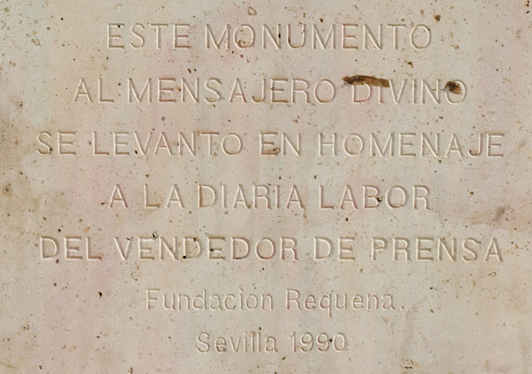 ESTE MONUMENTO
AL MENSAJERO DIVINO
SE LEVANTO EN HOMENAJE
A LA DIARIA LABOR
DEL VENDEDOR DE PRENSA
Fundaciòn Requena.
Sevilla 1990